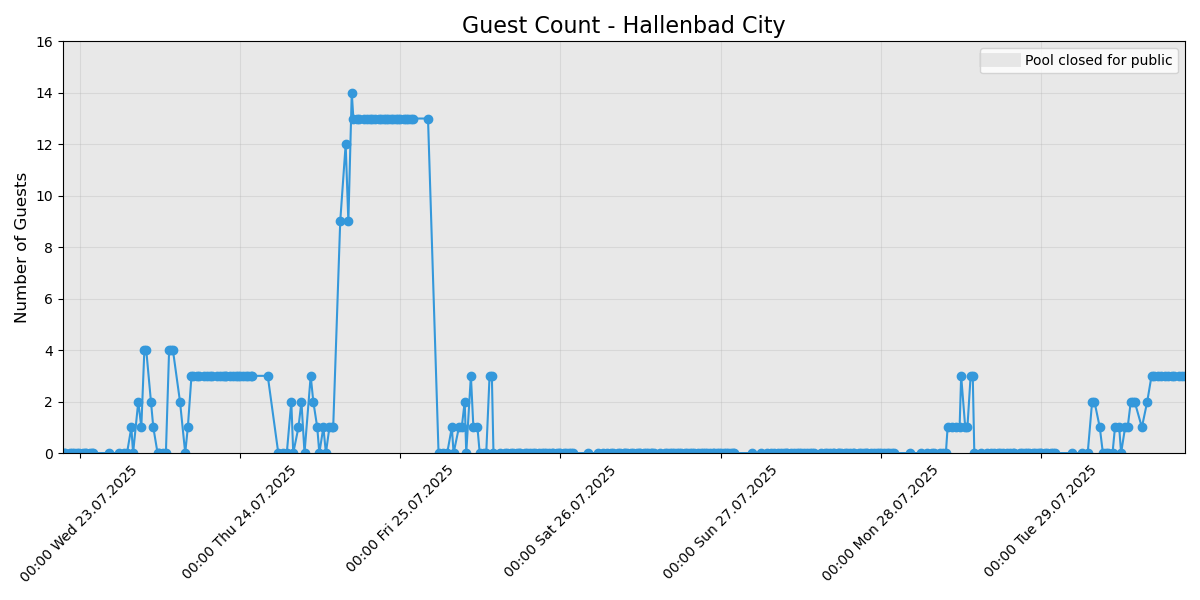 Guest Count - Hallenbad City
Pool closed for public
Number of Guests
16
14
12
10
8
6
4
2
0
00:00 Wed 23.07.2025
00:00 Thu 24.07.2025
00:00 Fri 25.07.2025
00:00 Sat 26.07.2025
00:00 Sun 27.07.2025
00:00 Mon 28.07.2025
00:00 Tue 29.07.2025